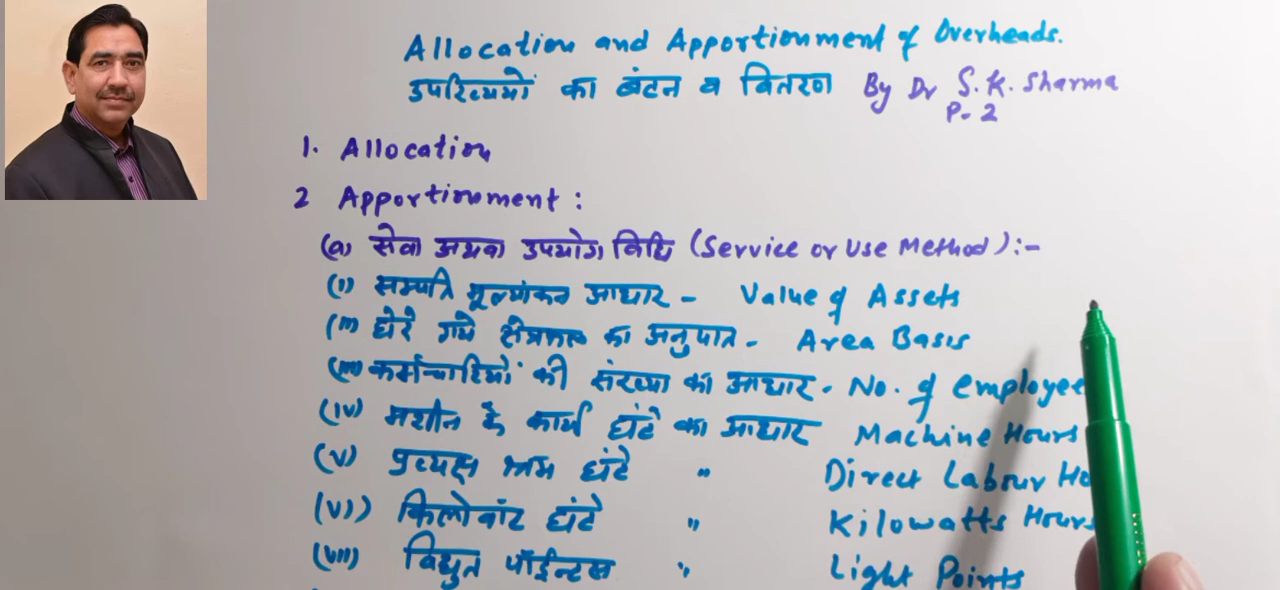 Allocation and Apportionment of Overheads.
उपरिव्ययों का बंटन व वितरण By Dr S.K. Sharma
P-2
1. Allocation
2 Apportionment :
(a) सेवा अथवा उपयोग विधि (Service or Use Method) :-
(i) सम्पत्ति मूल्यांकन आधार - Value of Assets
(ii) घेरे गये क्षेत्रफल का अनुपात - Area Basis
(iii) कर्मचारियों की संख्या का आधार - No. of employee
(iv) मशीन के कार्य घंटे का आधार Machine Hours
(v) प्रत्यक्ष श्रम घंटे " Direct Labour Ho
(vi) किलोवॉट घंटे " Kilowatts Hours
(vii) विद्युत पॉईन्टस " Light Points